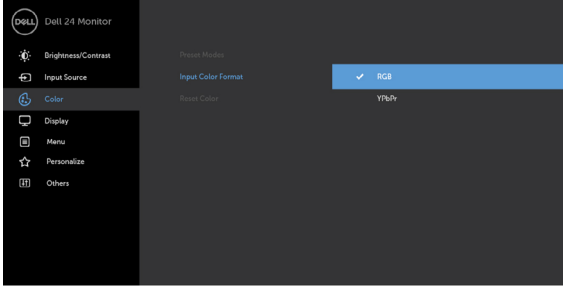 DELL
Dell 24 Monitor
Brightness/Contrast
Input Source
Color
Display
Menu
Personalize
Others
Preset Modes
Input Color Format
Reset Color
RGB
YPbPr